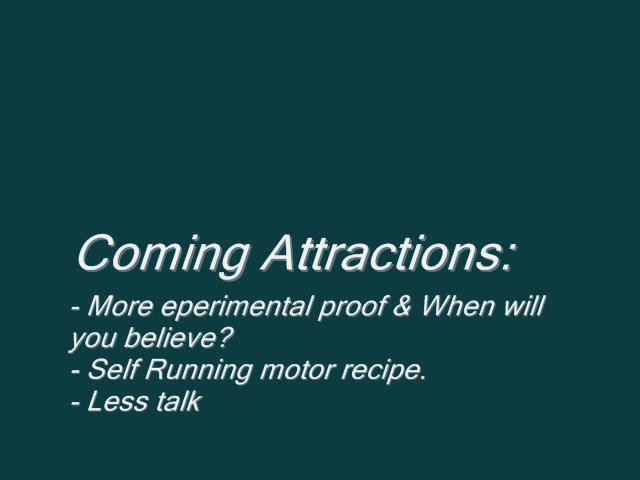 Coming Attractions:
- More eperimental proof & When will
you believe?
- Self Running motor recipe.
- Less talk